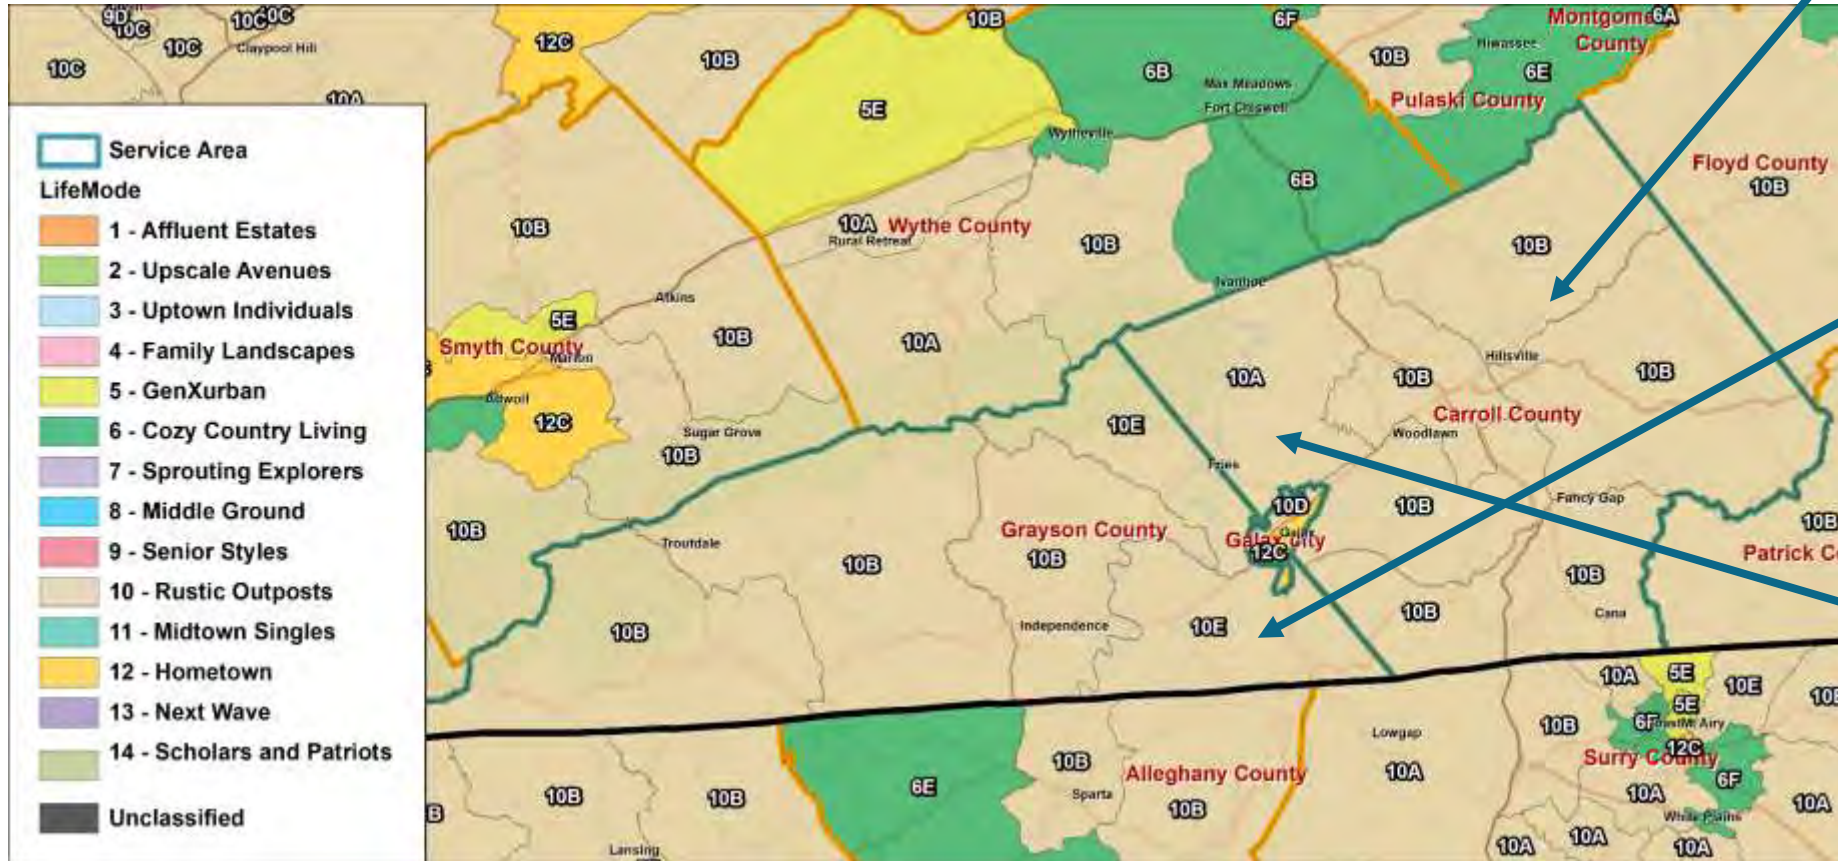 9D
10C
10C
10C
10C
Claypool Hill
10C
10A
12C
10B
10B
6F
Montgome
6A
County
10B
Hiwassee
6E
Pulaski County
6B
Max Meadows
Fort Chiswell
5E
Wytheville
Floyd County
10B
6B
10B
10A
Wythe County
Rural Retreat
10B
10B
Ivanhoe
Atkins
5E
Smyth County
Marion
10B
10A
Hillsville
10A
10B
10B
Carroll County
Adwolf
12C
Sugar Grove
10B
10E
Woodlawn
Fries
10B
Troutdale
Grayson County
10B
10B
10D
Galax
Galax city
12C
10B
Fancy Gap
10B
Patrick C
10B
10B
Independence
10E
10B
Cana
10A
5E
10E
5E
10B
6F
Mt Airy
12C
Surry County
6F
10A
10A
White Plains
10A
10A
10A
Lowgap
10A
Alleghany County
10B
10B
Sparta
6E
10B
10B
B
Lansing
Service Area
LifeMode
1 - Affluent Estates
2 - Upscale Avenues
3 - Uptown Individuals
4 - Family Landscapes
5 - GenXurban
6 - Cozy Country Living
7 - Sprouting Explorers
8 - Middle Ground
9 - Senior Styles
10 - Rustic Outposts
11 - Midtown Singles
12 - Hometown
13 - Next Wave
14 - Scholars and Patriots
Unclassified